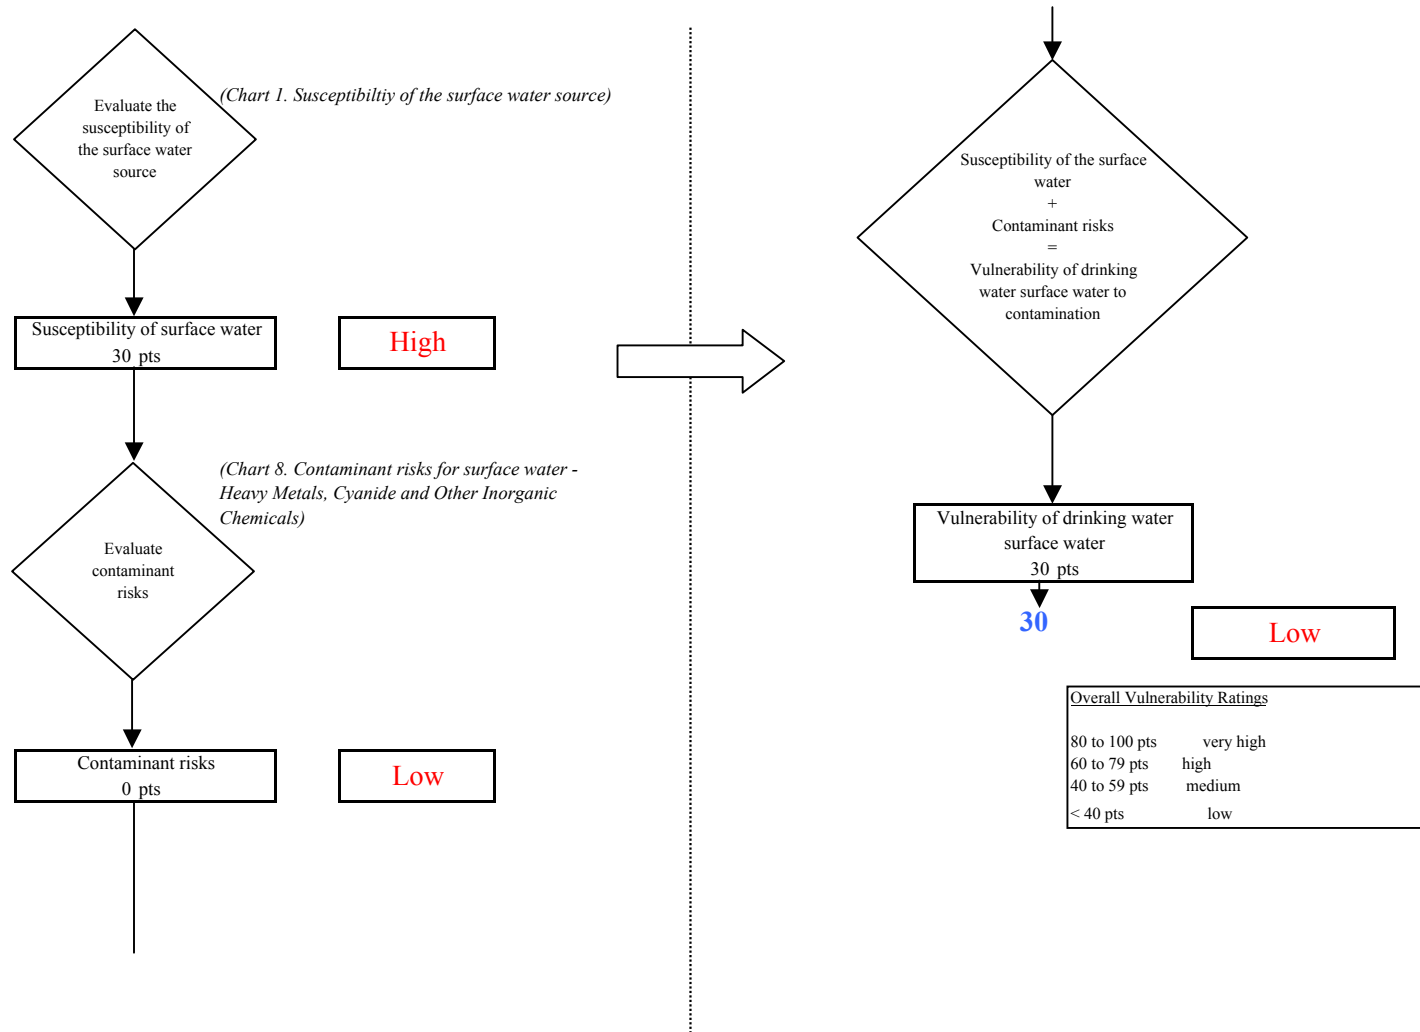 Evaluate the
susceptibility of
the surface water
source
(Chart 1. Susceptibiltiy of the surface water source)
Susceptibility of surface water
30 pts
High
(Chart 8. Contaminant risks for surface water -
Heavy Metals, Cyanide and Other Inorganic
Chemicals)
Evaluate
contaminant
risks
Contaminant risks
0 pts
Low
Susceptibility of the surface
water
+
Contaminant risks
=
Vulnerability of drinking
water surface water to
contamination
Vulnerability of drinking water
surface water
30 pts
30
Low
Overall Vulnerability Ratings
80 to 100 pts very high
60 to 79 pts high
40 to 59 pts medium
< 40 pts low